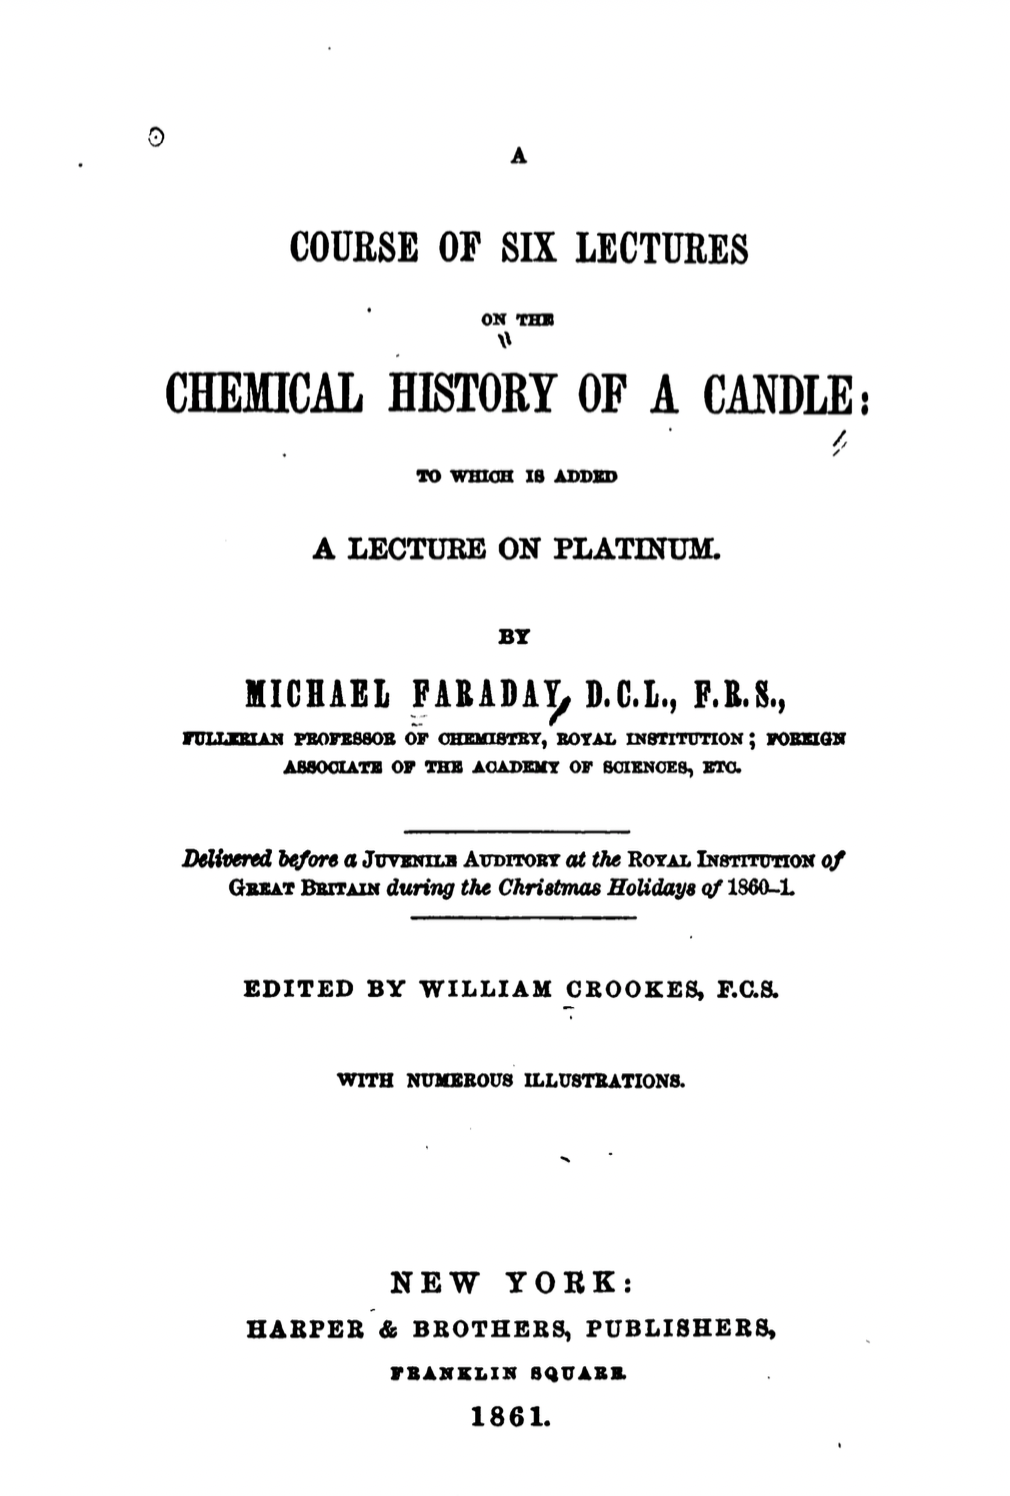 A
COURSE OF SIX LECTURES
ON THE
CHEMICAL HISTORY OF A CANDLE:
TO WHICH IS ADDED
A LECTURE ON PLATINUM.
BY
MICHAEL FARADAY, D.C.L., F.R.S.,
FULLERIAN PROFESSOR OF CHEMISTRY, ROYAL INSTITUTION; FOREIGN
ASSOCIATE OF THE ACADEMY OF SCIENCES, ETC.
Delivered before a JUVENILE AUDITORY at the ROYAL INSTITUTION of
GREAT BRITAIN during the Christmas Holidays of 1860–1.
EDITED BY WILLIAM CROOKES, F.C.S.
WITH NUMEROUS ILLUSTRATIONS.
NEW YORK:
HARPER & BROTHERS, PUBLISHERS,
FRANKLIN SQUARE.
1861.